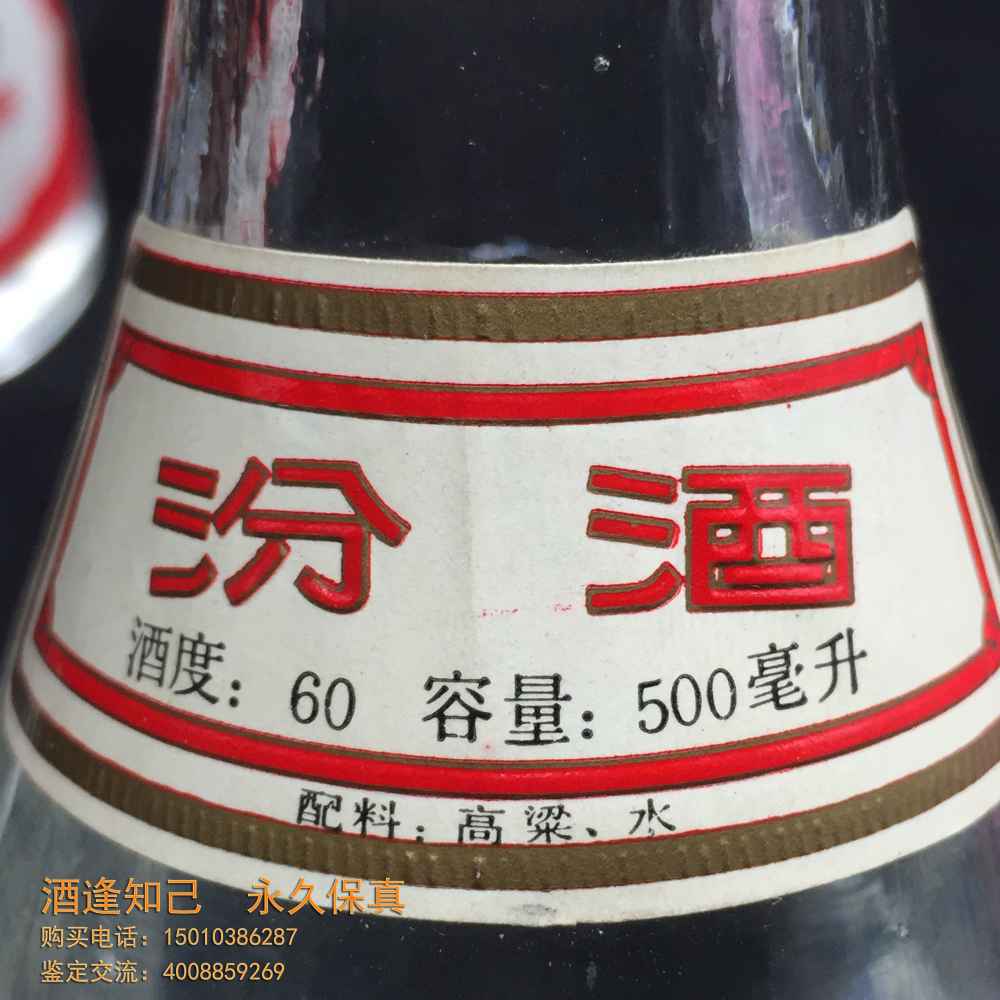 汾酒
酒度：60 容量：500毫升
配料：高粱、水
酒逢知己 永久保真
购买电话：15010386287
鉴定交流：4008859269